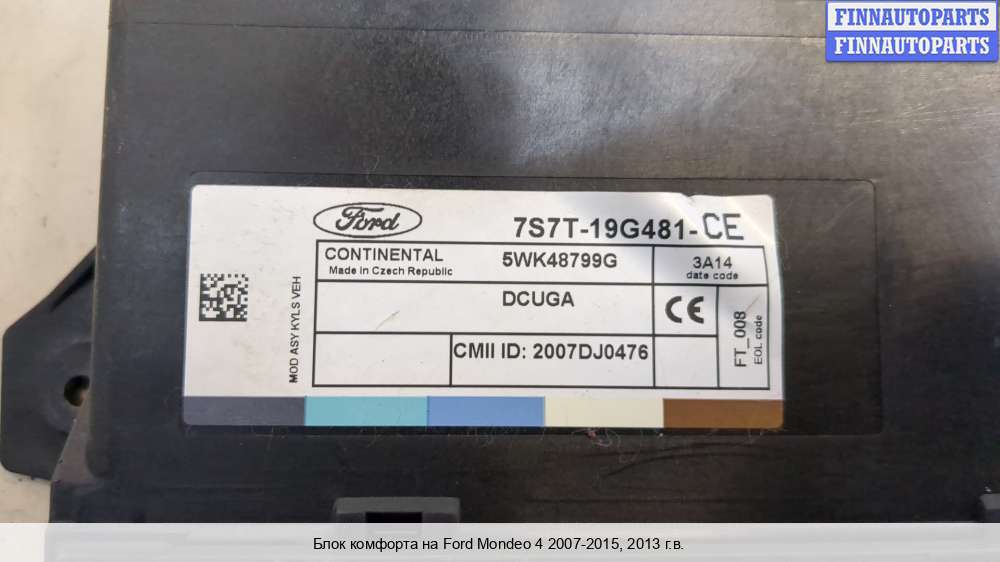 FINNAUTOPARTS
FINNAUTOPARTS
Ford
7S7T-19G481-CE
CONTINENTAL
Made in Czech Republic
5WK48799G
3A14
date code
DCUGA
CMII ID: 2007DJ0476
FT_008
EOL code
MOD ASY KYLS VEH
Блок комфорта на Ford Mondeo 4 2007-2015, 2013 г.в.